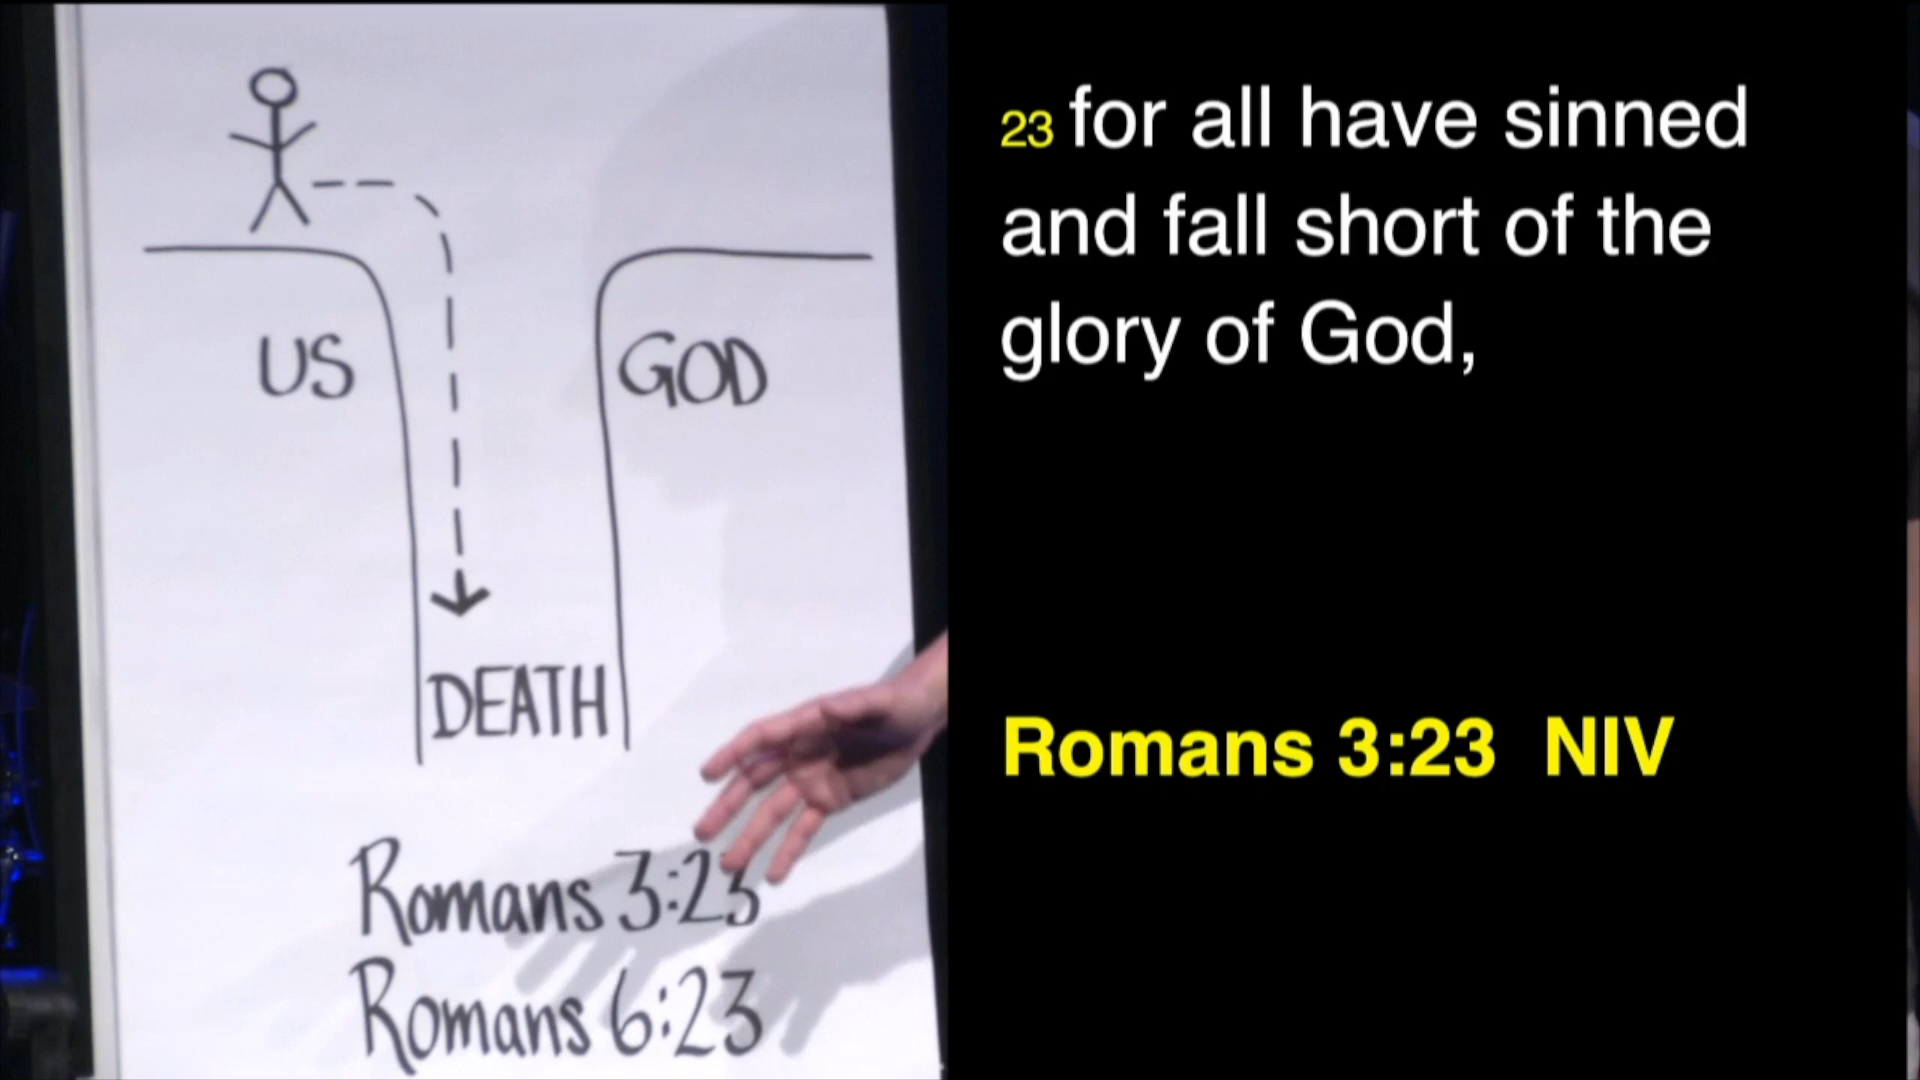 US
GOD
DEATH
Romans 3:23
Romans 6:23
23 for all have sinned
and fall short of the
glory of God,
Romans 3:23 NIV